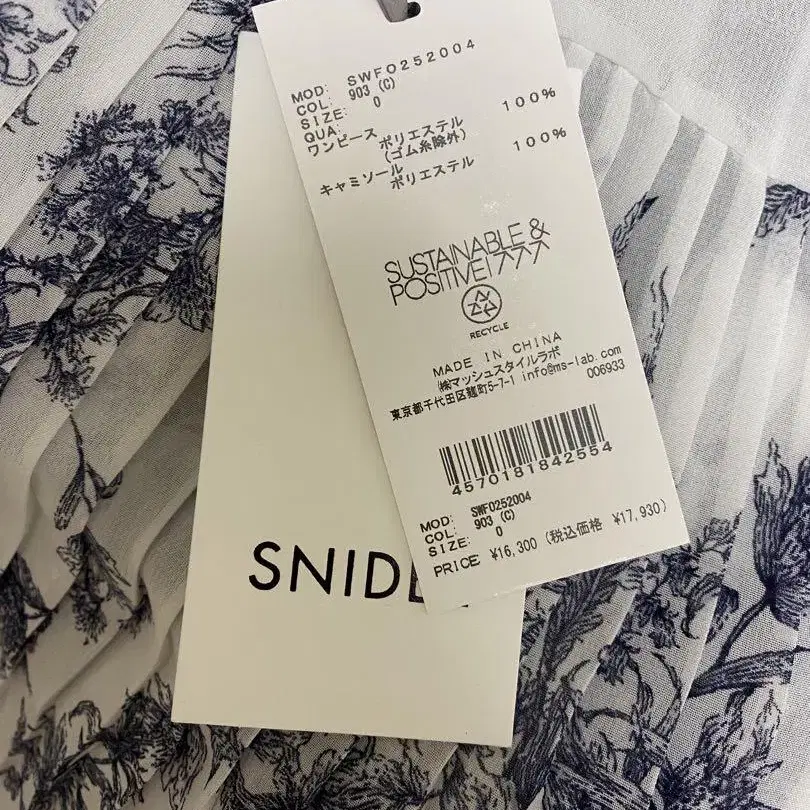 MOD: SWFO252004
COL: 903 (C)
SIZE: 0
QUA:
ワンピース ポリエステル 100%
(ゴム糸除外)
キャミソール ポリエステル 100%
SUSTAINABLE &
POSITIVE!777
RECYCLE
MADE IN CHINA
㈱マッシュスタイルラボ
東京都千代田区麹町5-7-1 info@ms-lab.com
006933
4570181842554
MOD: SWFO252004
COL: 903 (C)
SIZE: 0
PRICE ¥16,300 (税込価格 ¥17,930)
SNIDE